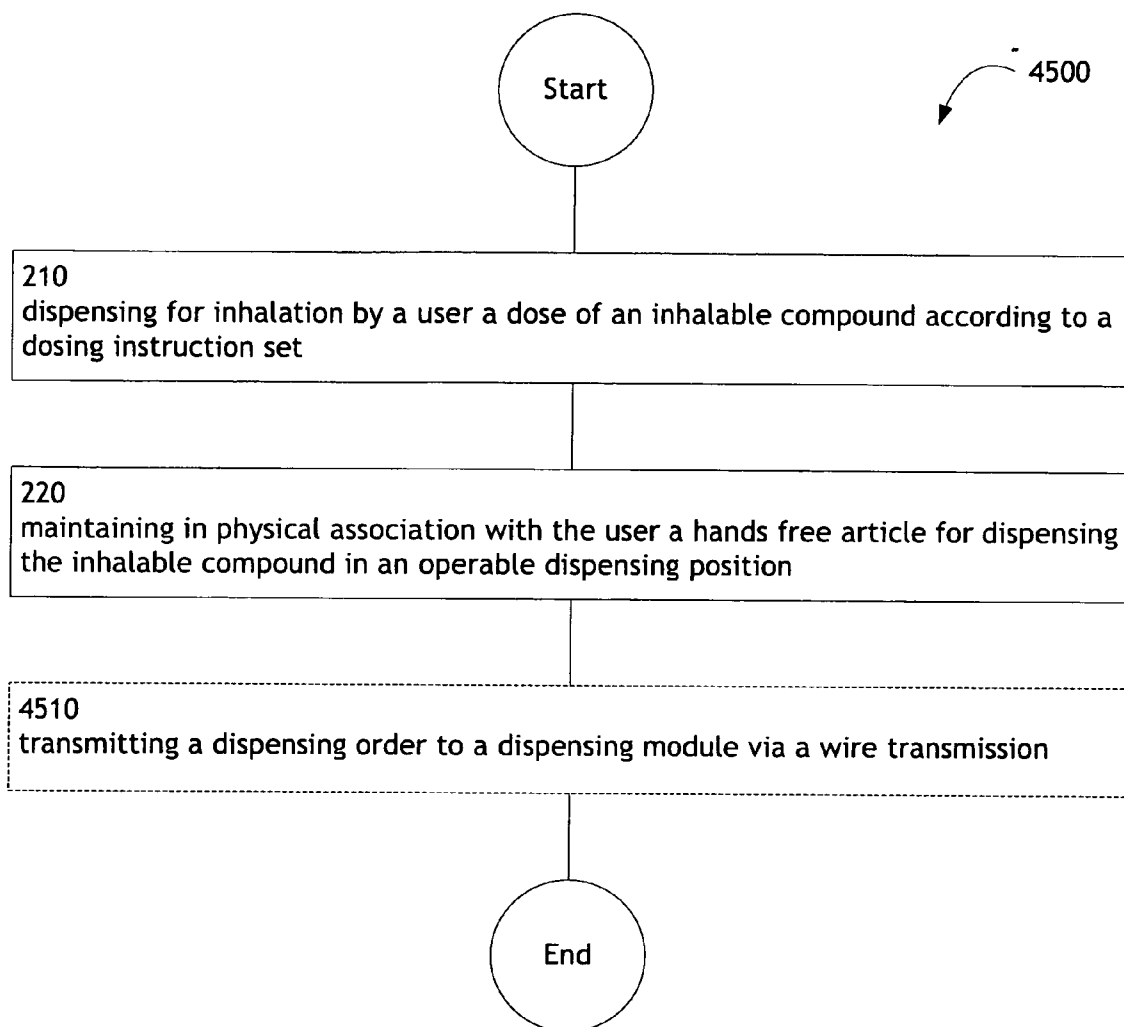 Start
4500
210
dispensing for inhalation by a user a dose of an inhalable compound according to a
dosing instruction set
220
maintaining in physical association with the user a hands free article for dispensing
the inhalable compound in an operable dispensing position
4510
transmitting a dispensing order to a dispensing module via a wire transmission
End